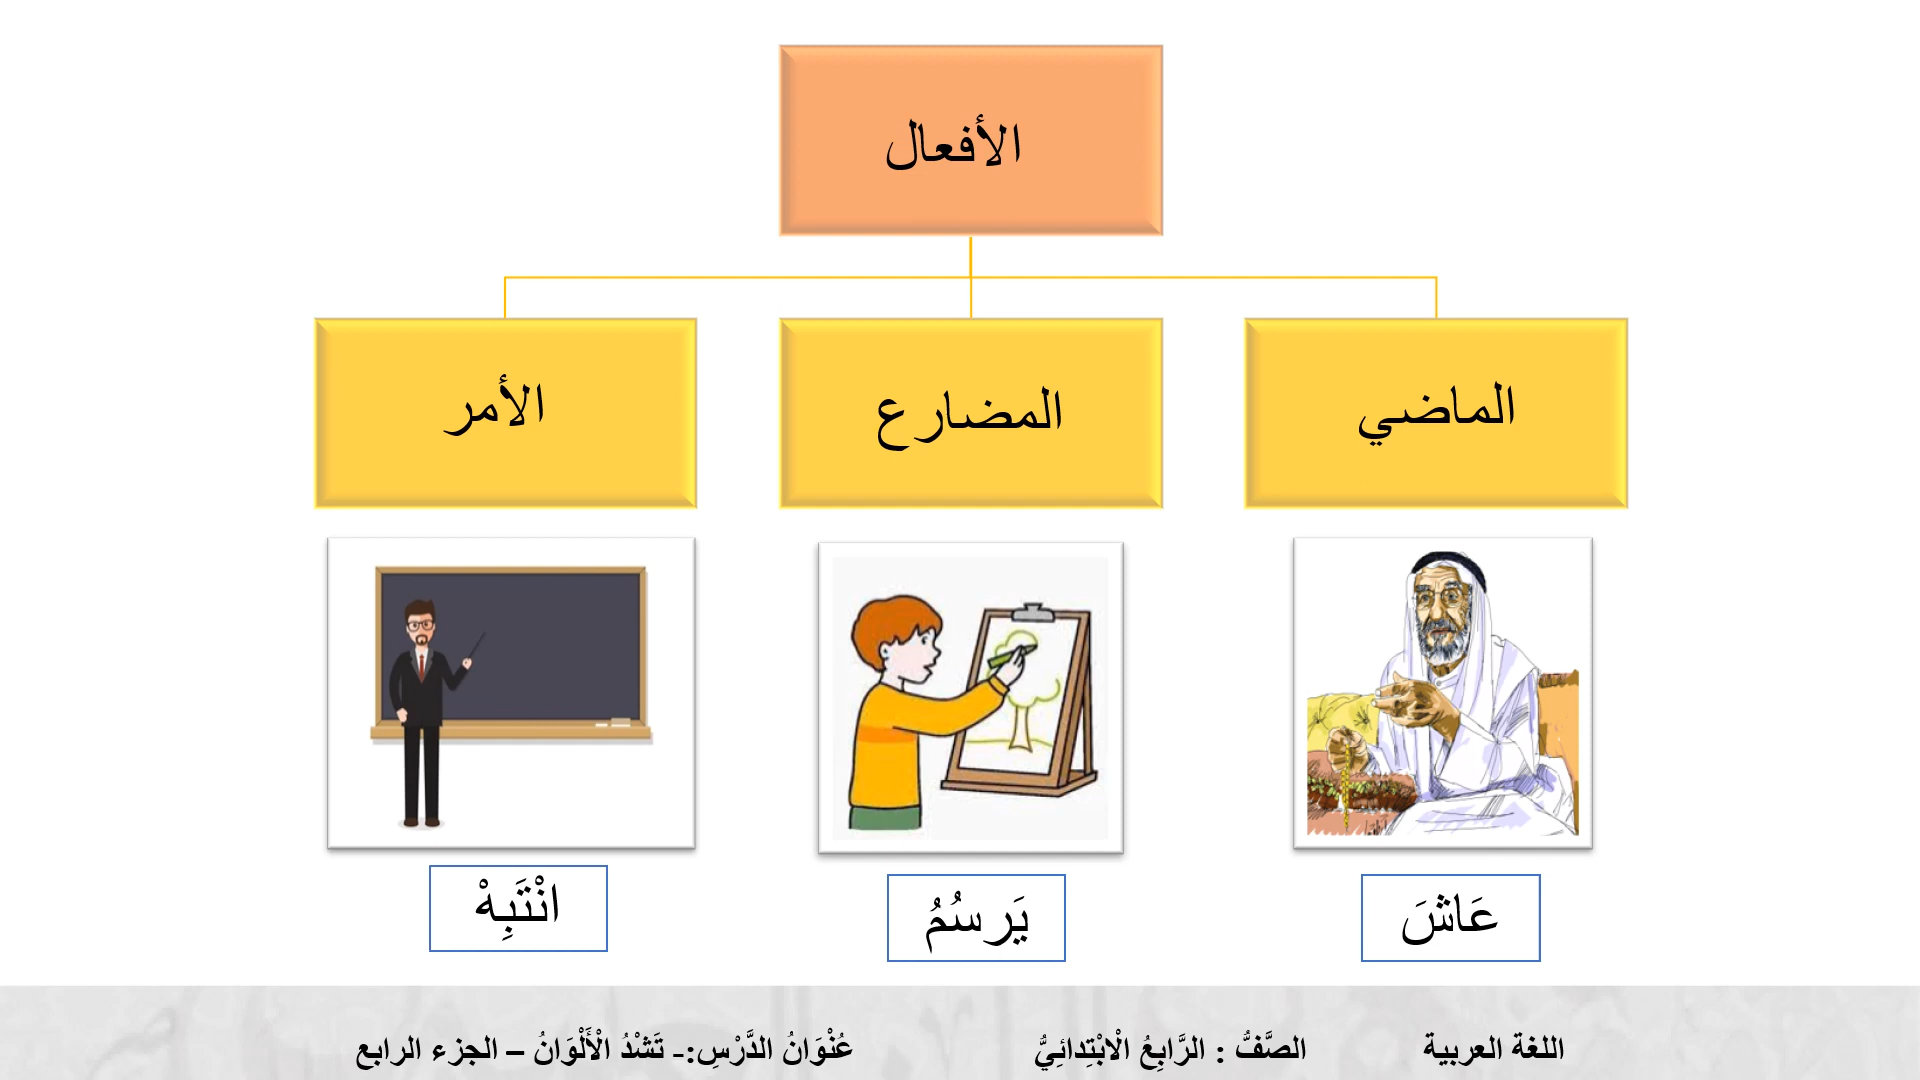 الأفعال
الماضي
المضارع
الأمر
عَاشَ
يَرسُمُ
انْتَبِهْ
اللغة العربية
الصَّفُّ : الرَّابِعُ الْابْتِدائِيُّ
عُنْوَانُ الدَّرْسِ:- تَشْدُ الْأَلْوَانُ – الجزء الرابع